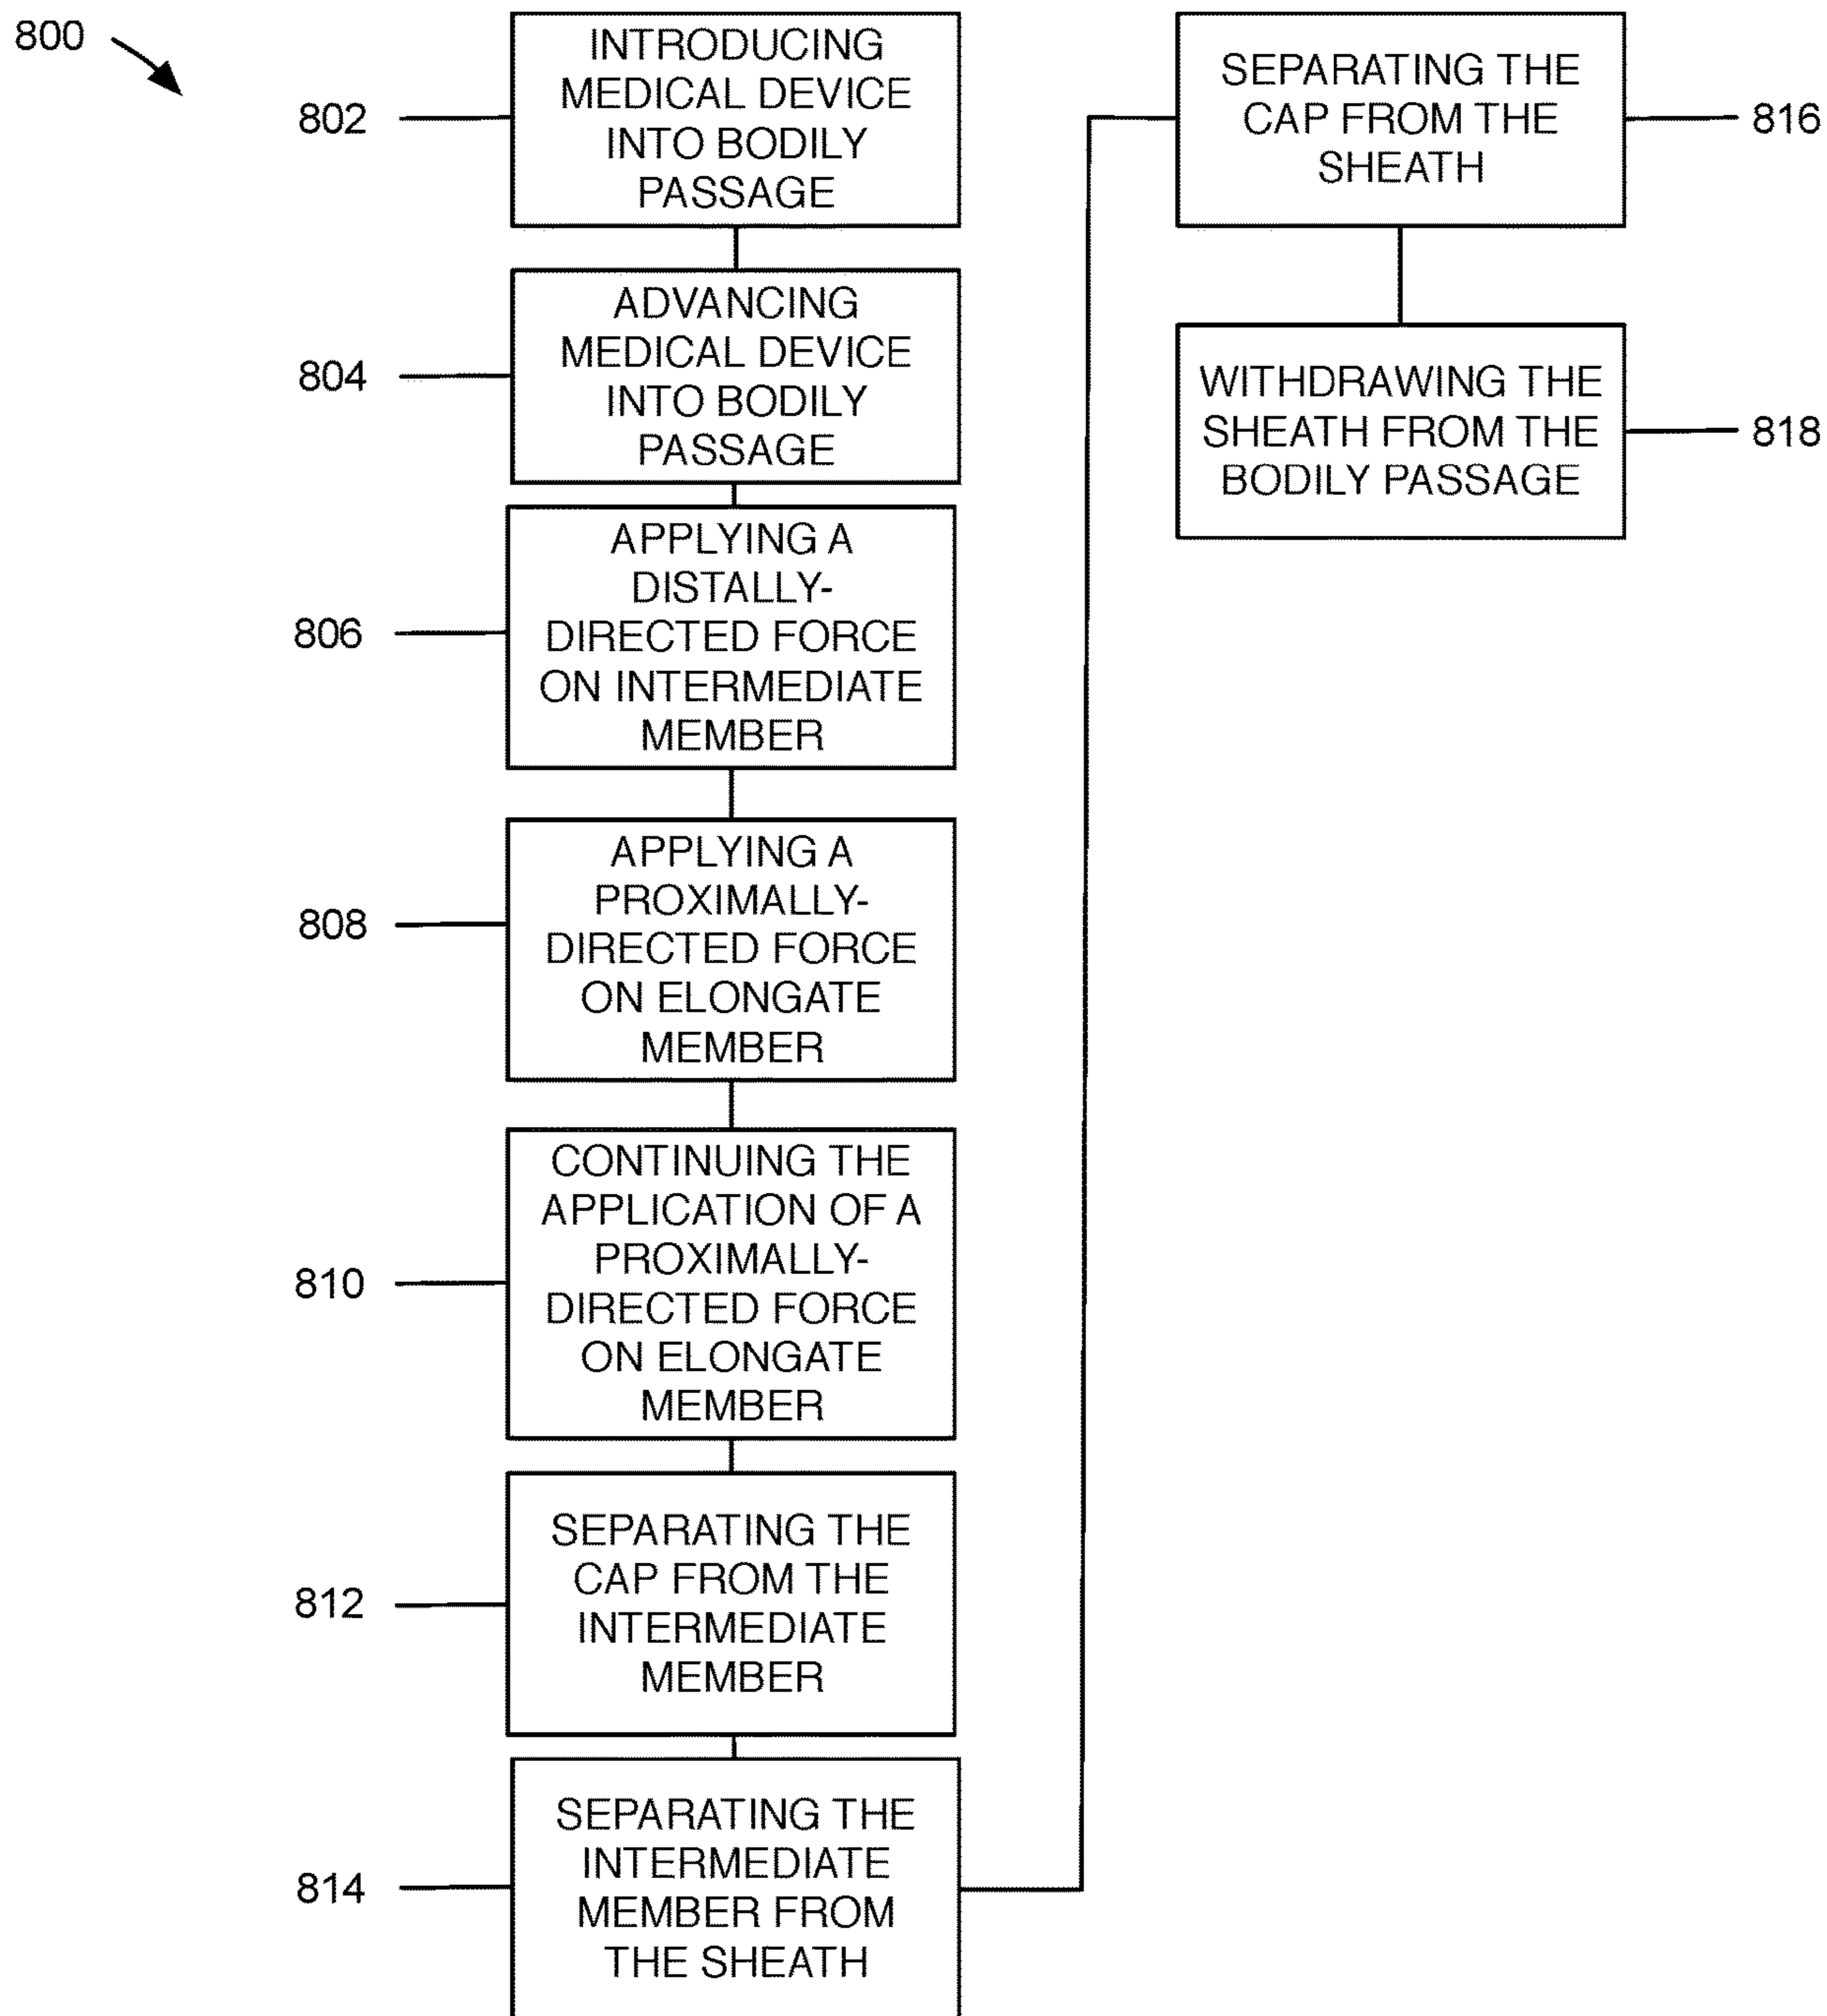 800
802
INTRODUCING
MEDICAL DEVICE
INTO BODILY
PASSAGE
804
ADVANCING
MEDICAL DEVICE
INTO BODILY
PASSAGE
806
APPLYING A
DISTALLY-
DIRECTED FORCE
ON INTERMEDIATE
MEMBER
808
APPLYING A
PROXIMALLY-
DIRECTED FORCE
ON ELONGATE
MEMBER
810
CONTINUING THE
APPLICATION OF A
PROXIMALLY-
DIRECTED FORCE
ON ELONGATE
MEMBER
812
SEPARATING THE
CAP FROM THE
INTERMEDIATE
MEMBER
814
SEPARATING THE
INTERMEDIATE
MEMBER FROM
THE SHEATH
SEPARATING THE
CAP FROM THE
SHEATH
816
WITHDRAWING THE
SHEATH FROM THE
BODILY PASSAGE
818